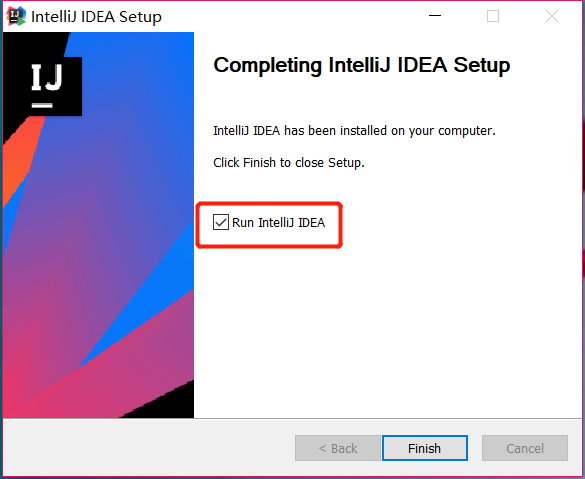 IntelliJ IDEA Setup
IJ
Completing IntelliJ IDEA Setup
IntelliJ IDEA has been installed on your computer.
Click Finish to close Setup.
Run IntelliJ IDEA
< Back
Finish
Cancel